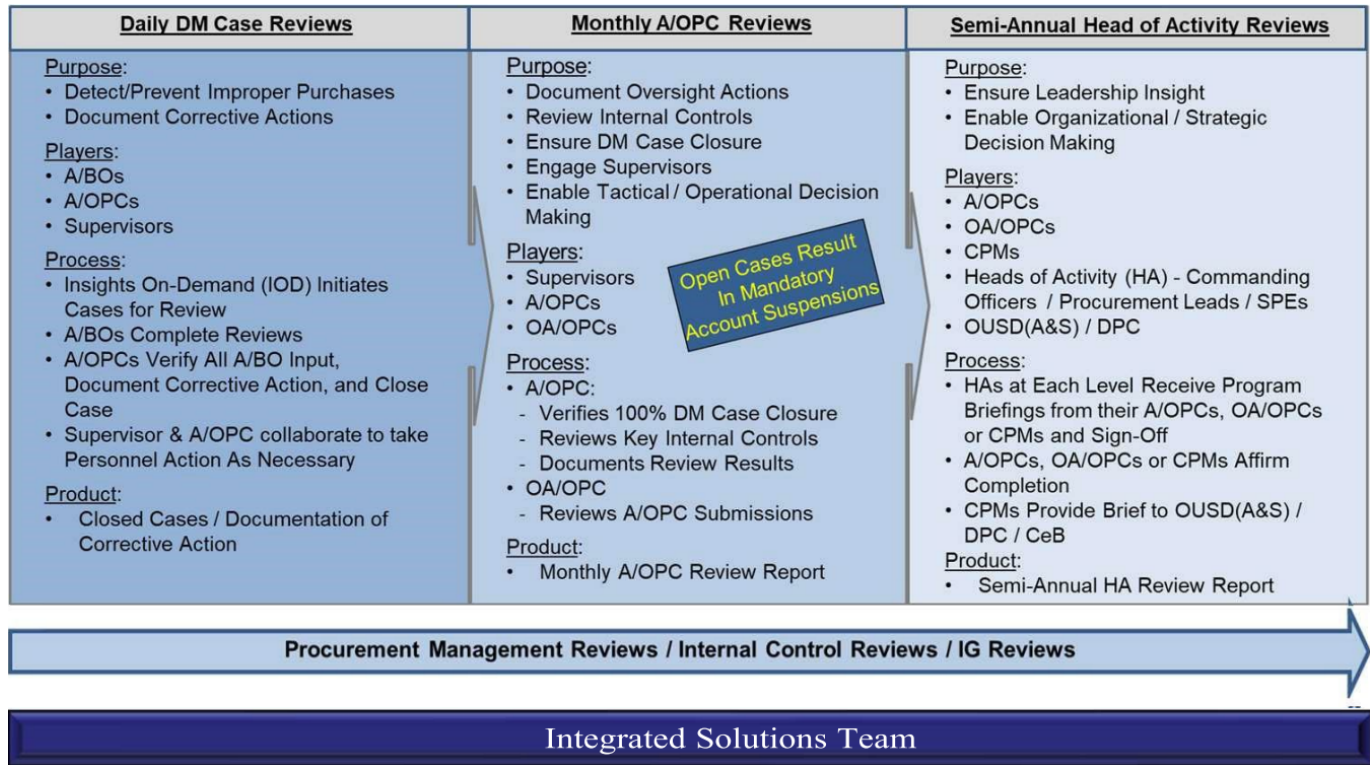 Daily DM Case Reviews
Purpose:
• Detect/Prevent Improper Purchases
• Document Corrective Actions
Players:
• A/BOs
• A/OPCs
• Supervisors
Process:
• Insights On-Demand (IOD) Initiates
Cases for Review
• A/BOs Complete Reviews
• A/OPCs Verify All A/BO Input,
Document Corrective Action, and Close
Case
• Supervisor & A/OPC collaborate to take
Personnel Action As Necessary
Product:
• Closed Cases / Documentation of
Corrective Action
Monthly A/OPC Reviews
Purpose:
• Document Oversight Actions
• Review Internal Controls
• Ensure DM Case Closure
• Engage Supervisors
• Enable Tactical / Operational Decision
Making
Players:
• Supervisors
• A/OPCs
• OA/OPCs
Open Cases Result
In Mandatory
Account Suspensions
Process:
• A/OPC:
- Verifies 100% DM Case Closure
- Reviews Key Internal Controls
- Documents Review Results
• OA/OPC
- Reviews A/OPC Submissions
Product:
• Monthly A/OPC Review Report
Semi-Annual Head of Activity Reviews
Purpose:
• Ensure Leadership Insight
• Enable Organizational / Strategic
Decision Making
Players:
• A/OPCs
• OA/OPCs
• CPMs
• Heads of Activity (HA) - Commanding
Officers / Procurement Leads / SPEs
• OUSD(A&S) / DPC
Process:
• HAs at Each Level Receive Program
Briefings from their A/OPCs, OA/OPCs
or CPMs and Sign-Off
• A/OPCs, OA/OPCs or CPMs Affirm
Completion
• CPMs Provide Brief to OUSD(A&S) /
DPC / CeB
Product:
• Semi-Annual HA Review Report
Procurement Management Reviews / Internal Control Reviews / IG Reviews
Integrated Solutions Team